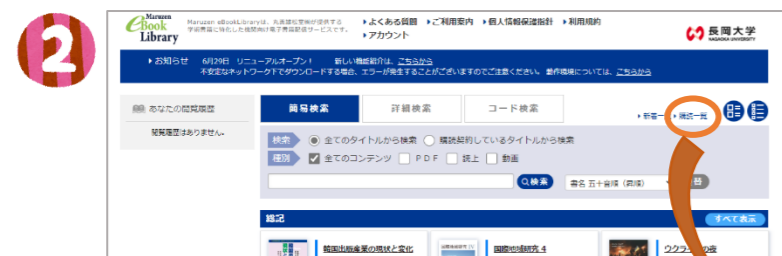 2
Maruzen eBook Library
Maruzen eBookLibraryは、丸善雄松堂株が提供する
学術書籍に特化した機関向け電子書籍配信サービスです。
▸よくある質問 ▸ご利用案内 ▸個人情報保護指針 ▸利用規約
▸アカウント
長岡大学
NAGAOKA UNIVERSITY
▸お知らせ 6月29日 リニューアルオープン! 新しい機能紹介は、こちらから
不安定なネットワーク下でダウンロードする場合、エラーが発生することがございますのでご注意ください。 動作環境については、こちらから
あなたの閲覧履歴
閲覧履歴はありません。
簡易検索 詳細検索 コード検索
▸新着一 ▸購読一覧
検索 全てのタイトルから検索 購読契約しているタイトルから検索
種別 全てのコンテンツ PDF 読上 動画
検索 書名 五十音順 (昇順) 替
総記 すべて表示
韓国出版産業の現状と変化 国際地域研究 4 ウクラ の夜